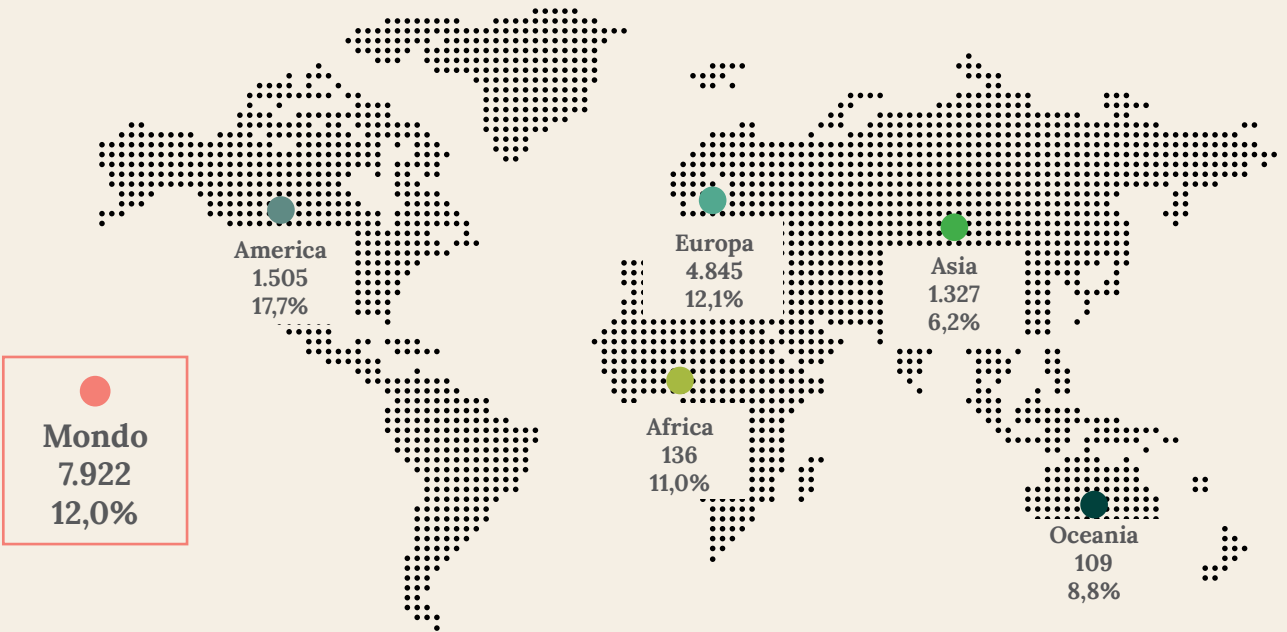 America
1.505
17,7%
Europa
4.845
12,1%
Asia
1.327
6,2%
Mondo
7.922
12,0%
Africa
136
11,0%
Oceania
109
8,8%